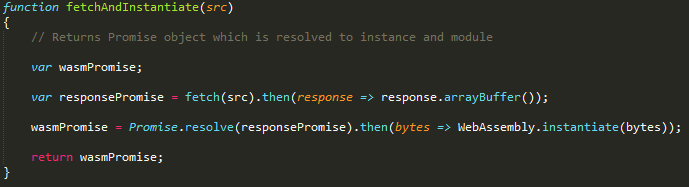 function fetchAndInstantiate(src)
{
// Returns Promise object which is resolved to instance and module
var wasmPromise;
var responsePromise = fetch(src).then(response => response.arrayBuffer());
wasmPromise = Promise.resolve(responsePromise).then(bytes => WebAssembly.instantiate(bytes));
return wasmPromise;
}